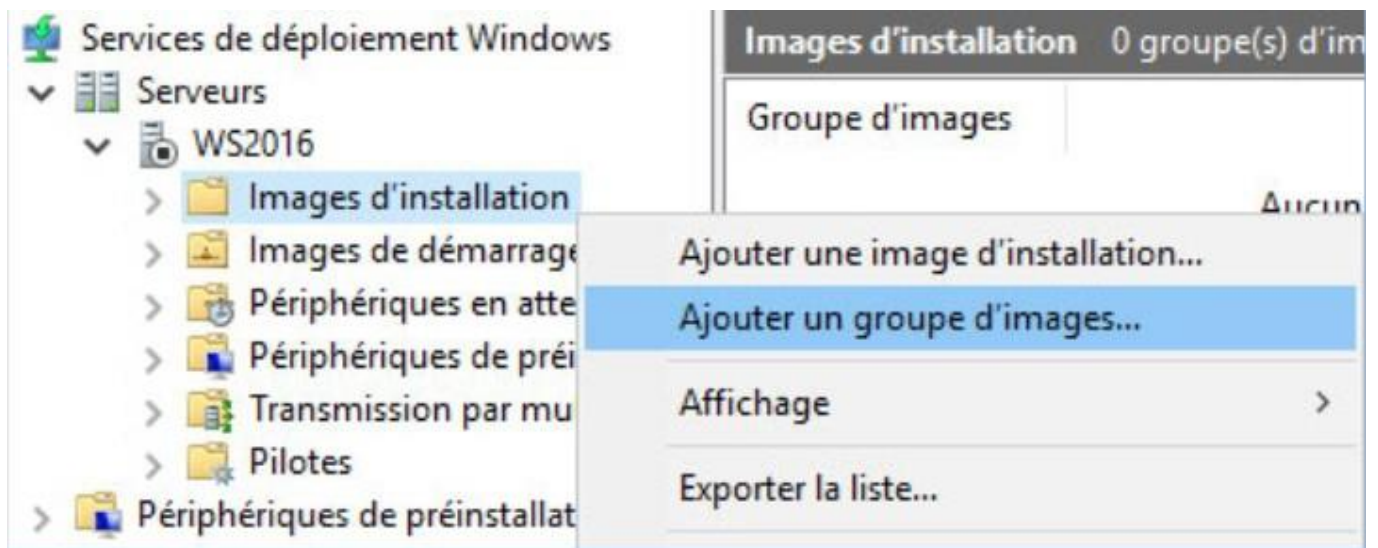 Services de déploiement Windows
Serveurs
WS2016
Images d'installation
Images de démarrage
Périphériques en atte
Périphériques de préi
Transmission par mu
Pilotes
Périphériques de préinstallat
Images d'installation 0 groupe(s) d'im
Groupe d'images
Aucun
Ajouter une image d'installation...
Ajouter un groupe d'images...
Affichage
Exporter la liste...